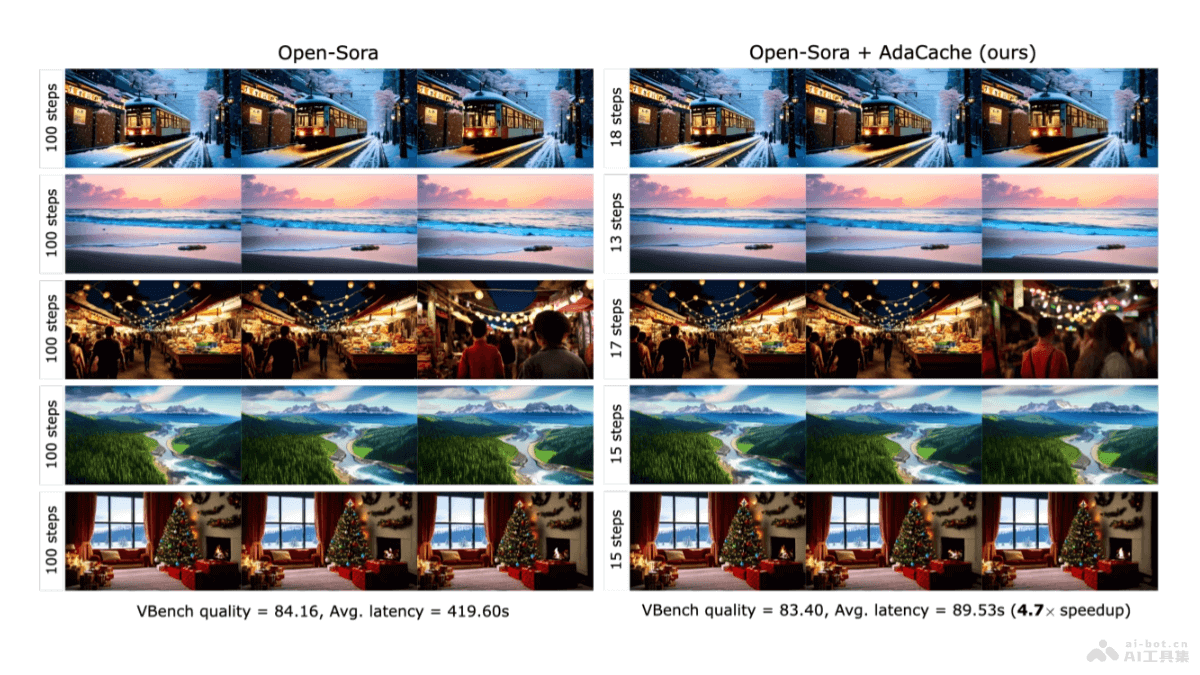 Open-Sora
Open-Sora + AdaCache (ours)
100 steps
18 steps
100 steps
13 steps
100 steps
17 steps
100 steps
15 steps
100 steps
15 steps
VBench quality = 84.16, Avg. latency = 419.60s
VBench quality = 83.40, Avg. latency = 89.53s (4.7× speedup)
ai-bot.cn
AI工具集